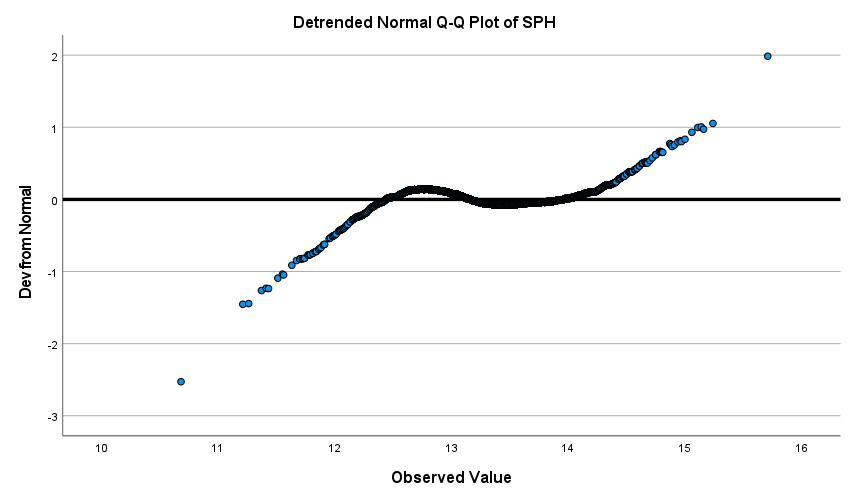 Detrended Normal Q-Q Plot of SPH
2
1
0
-1
-2
-3
Dev from Normal
10 11 12 13 14 15 16
Observed Value